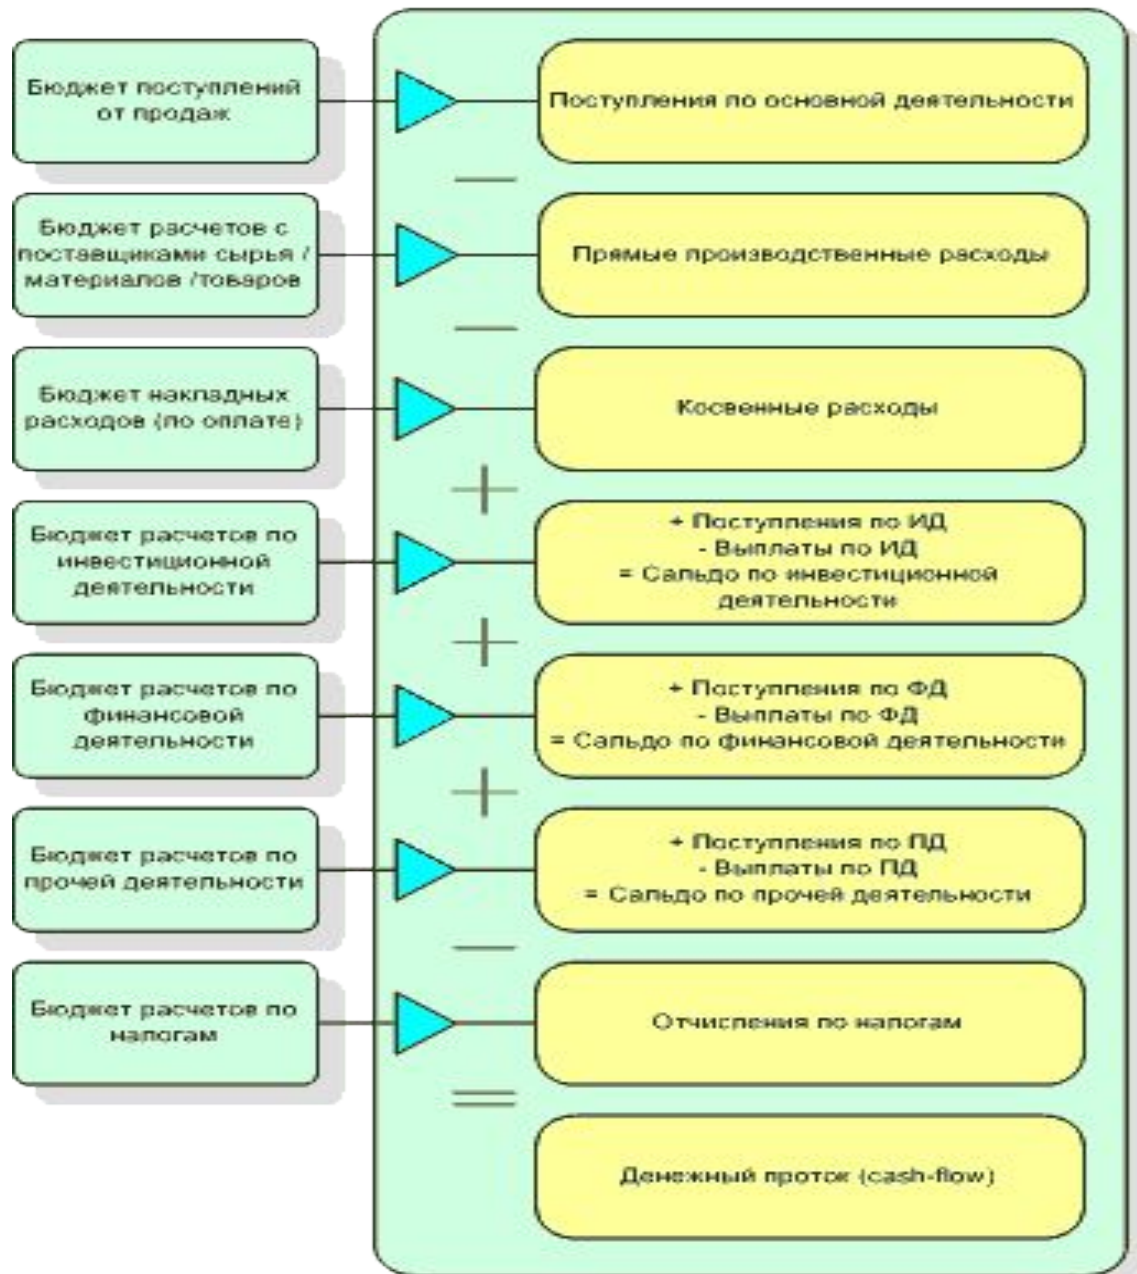 Бюджет поступлений
от продаж
Поступления по основной деятельности
—
Бюджет расчетов с
поставщиками сырья /
материалов /товаров
Прямые производственные расходы
—
Бюджет накладных
расходов (по оплате)
Косвенные расходы
+
Бюджет расчетов по
инвестиционной
деятельности
+ Поступления по ИД
- Выплаты по ИД
= Сальдо по инвестиционной
деятельности
+
Бюджет расчетов по
финансовой
деятельности
+ Поступления по ФД
- Выплаты по ФД
= Сальдо по финансовой деятельности
+
Бюджет расчетов по
прочей деятельности
+ Поступления по ПД
- Выплаты по ПД
= Сальдо по прочей деятельности
—
Бюджет расчетов по
налогам
Отчисления по налогам
=
Денежный проток (cash-flow)